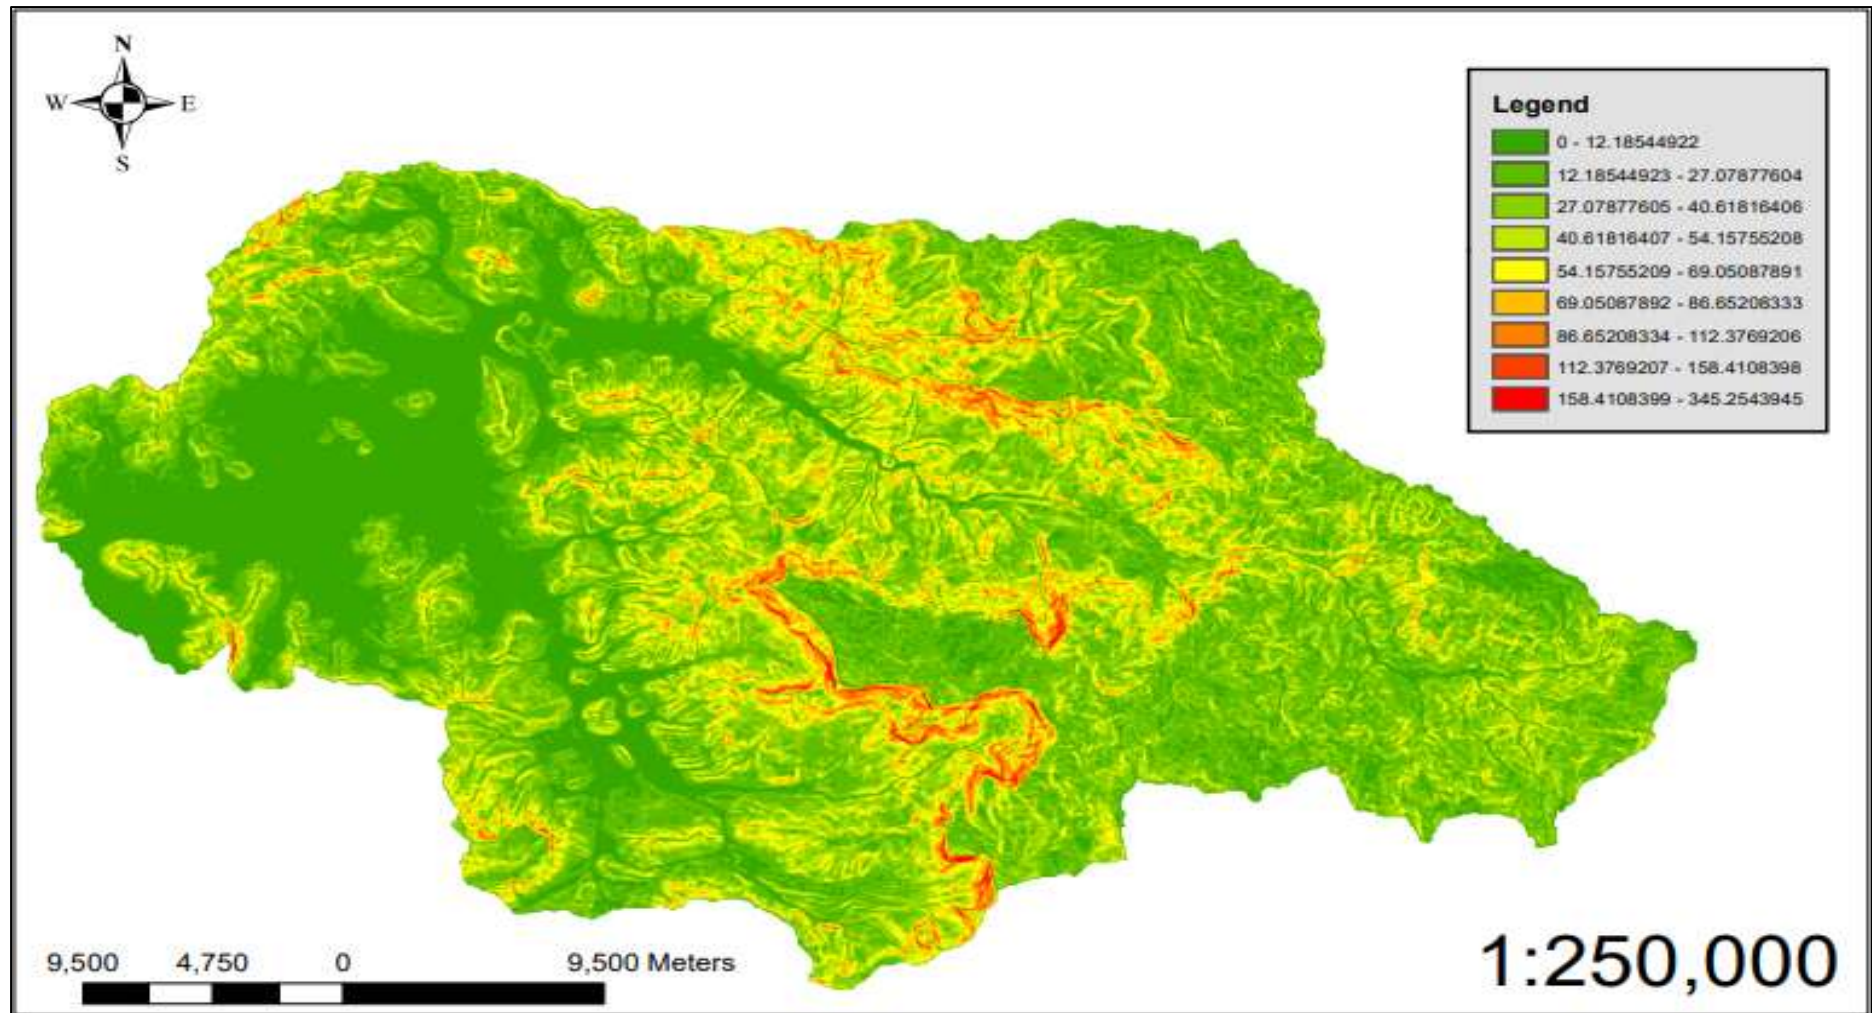 N
W E
S
Legend
0 - 12.18544922
12.18544923 - 27.07877604
27.07877605 - 40.61816406
40.61816407 - 54.15755208
54.15755209 - 69.05087891
69.05087892 - 86.65208333
86.65208334 - 112.3769206
112.3769207 - 158.4108398
158.4108399 - 345.2543945
9,500 4,750 0 9,500 Meters
1:250,000